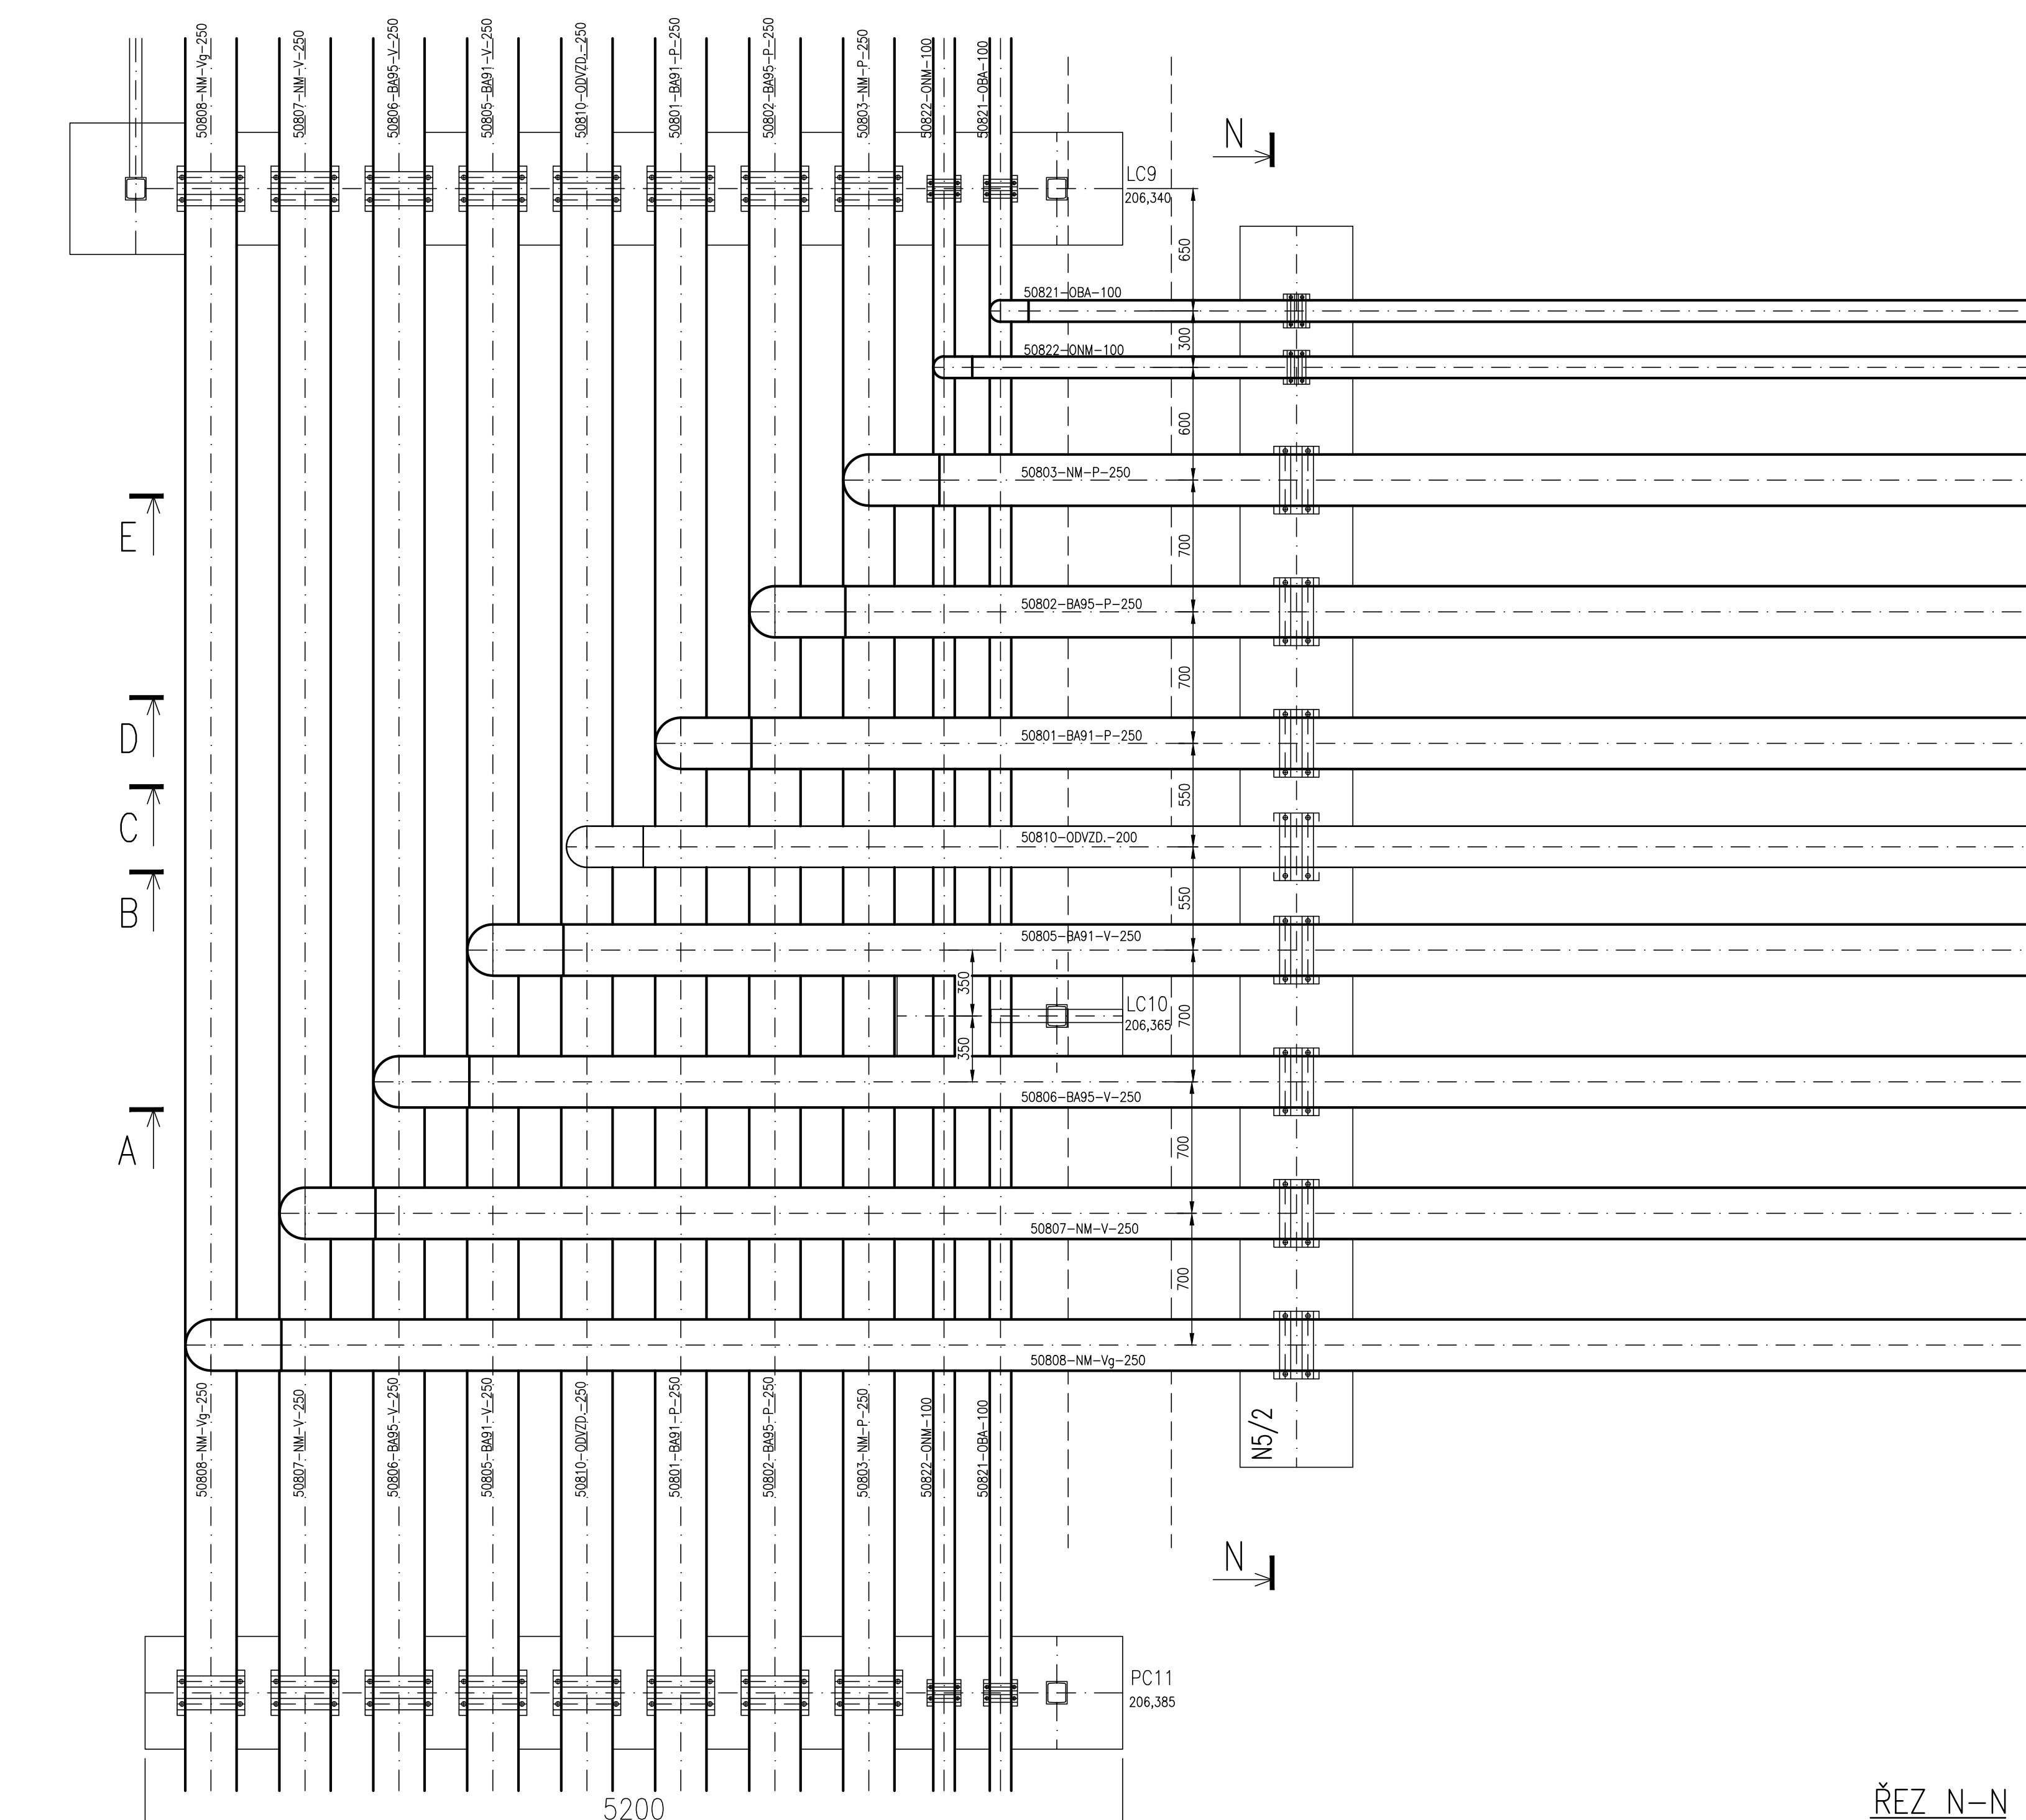 50808-NM-Vg-250
50807-NM-V-250
50806-BA95-V-250
50805-BA91-V-250
50810-ODVZD.-250
50801-BA91-P-250
50802-BA95-P-250
50803-NM-P-250
50822-ONM-100
50821-OBA-100
N
LC9
206,340
650
50821-OBA-100
300
50822-ONM-100
600
50803-NM-P-250
E
700
50802-BA95-P-250
700
D
50801-BA91-P-250
550
C
50810-ODVZD.-200
550
B
50805-BA91-V-250
350
LC10
206,365
700
350
50806-BA95-V-250
A
700
50807-NM-V-250
700
50808-NM-Vg-250
50808-NM-Vg-250
50807-NM-V-250
50806-BA95-V-250
50805-BA91-V-250
50810-ODVZD.-250
50801-BA91-P-250
50802-BA95-P-250
50803-NM-P-250
50822-ONM-100
50821-OBA-100
N5/2
N
PC11
206,385
5200
ŘEZ N-N